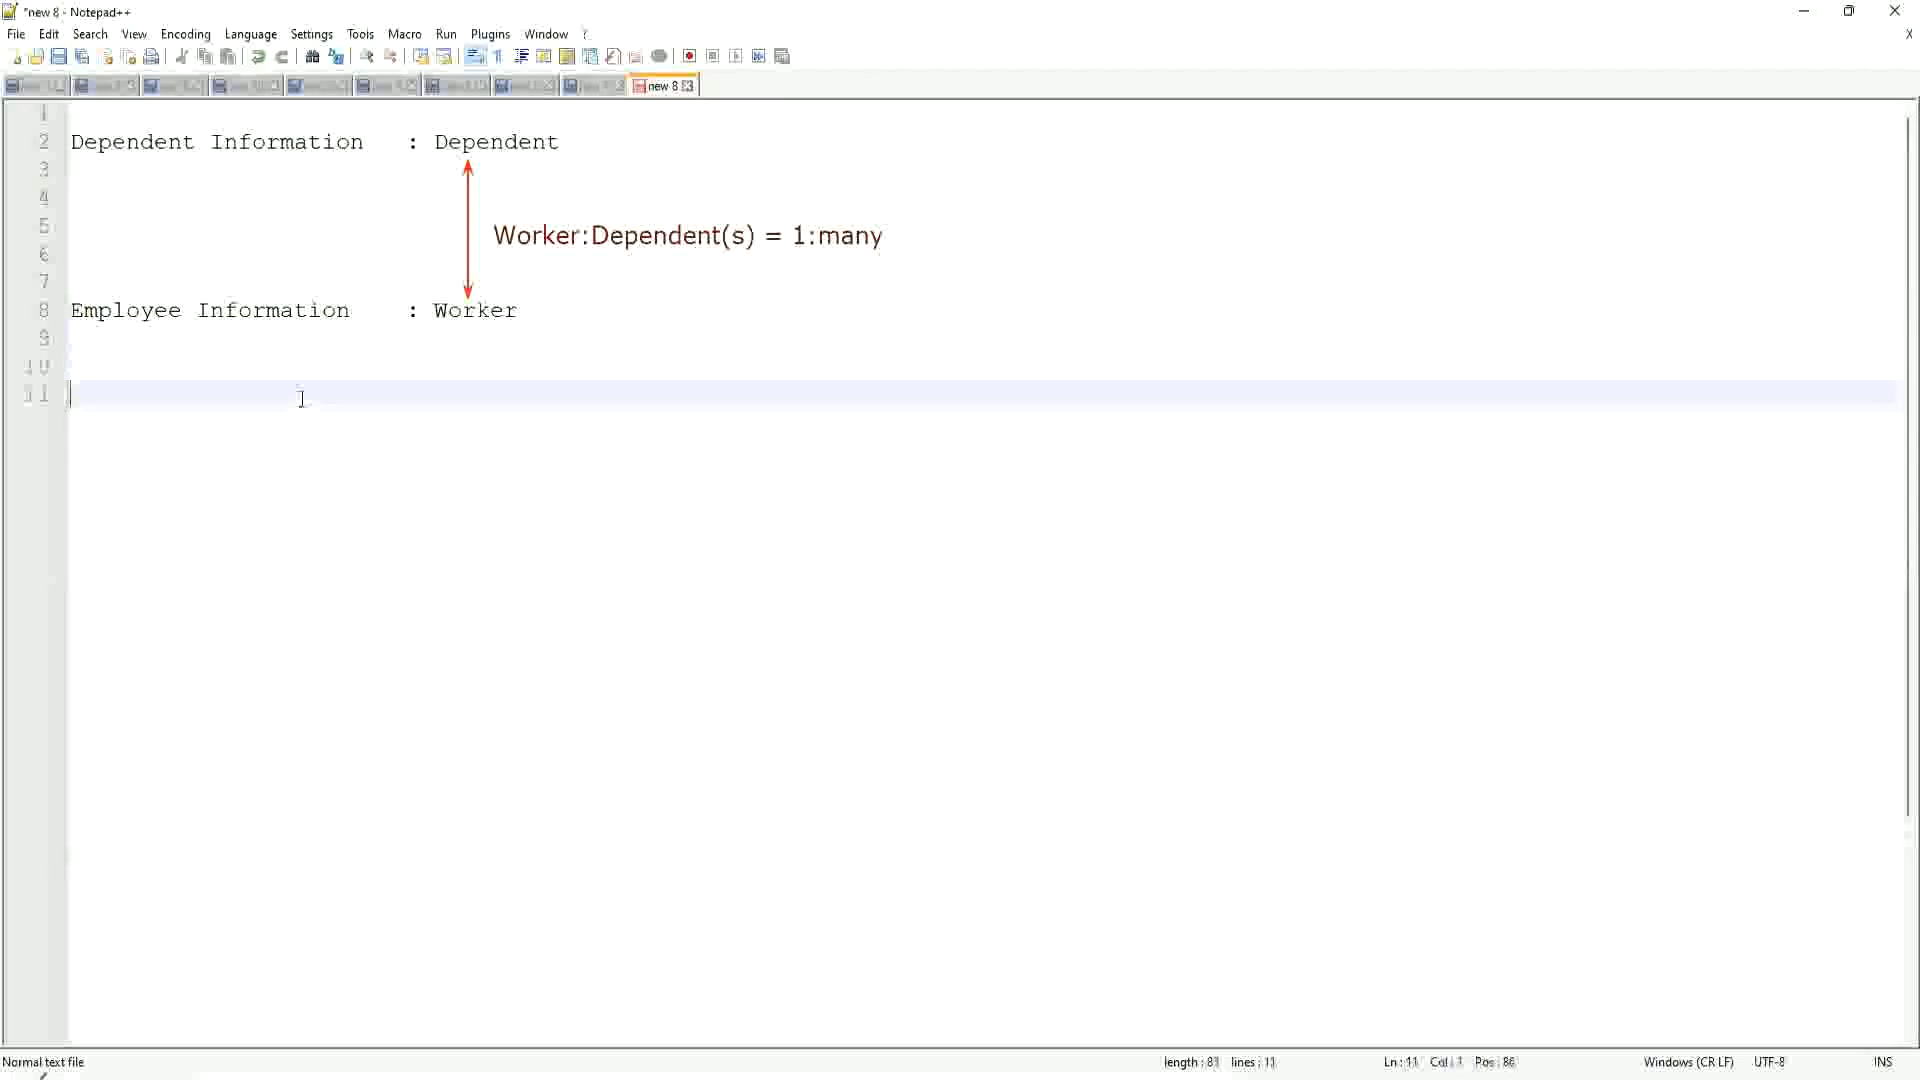 *new 8 - Notepad++
File Edit Search View Encoding Language Settings Tools Macro Run Plugins Window ?
X
new 8
1
2 Dependent Information : Dependent
3
4
5 Worker:Dependent(s) = 1:many
6
7
8 Employee Information : Worker
9
10
11
Normal text file length : 83 lines : 11 Ln : 11 Col : 1 Pos : 86 Windows (CR LF) UTF-8 INS